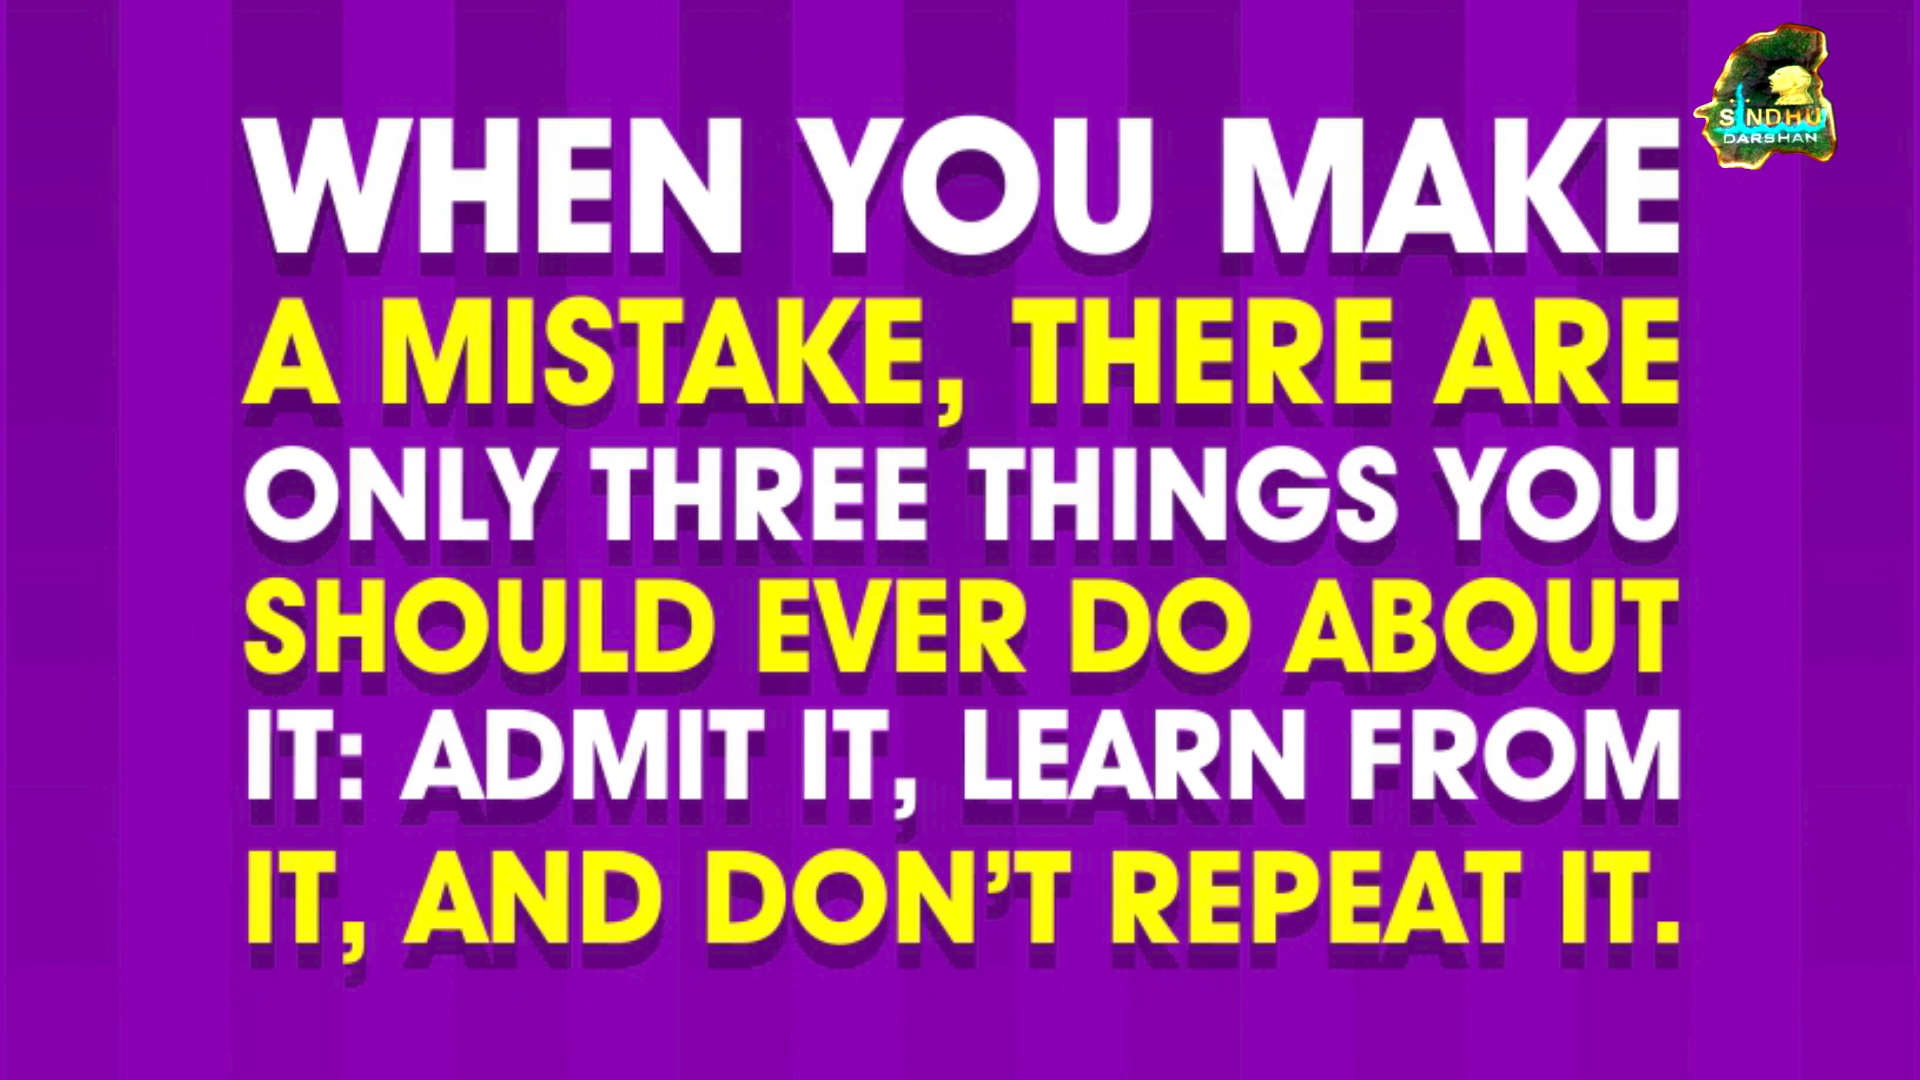 WHEN YOU MAKE
A MISTAKE, THERE ARE
ONLY THREE THINGS YOU
SHOULD EVER DO ABOUT
IT: ADMIT IT, LEARN FROM
IT, AND DON’T REPEAT IT.
SINDHU
DARSHAN